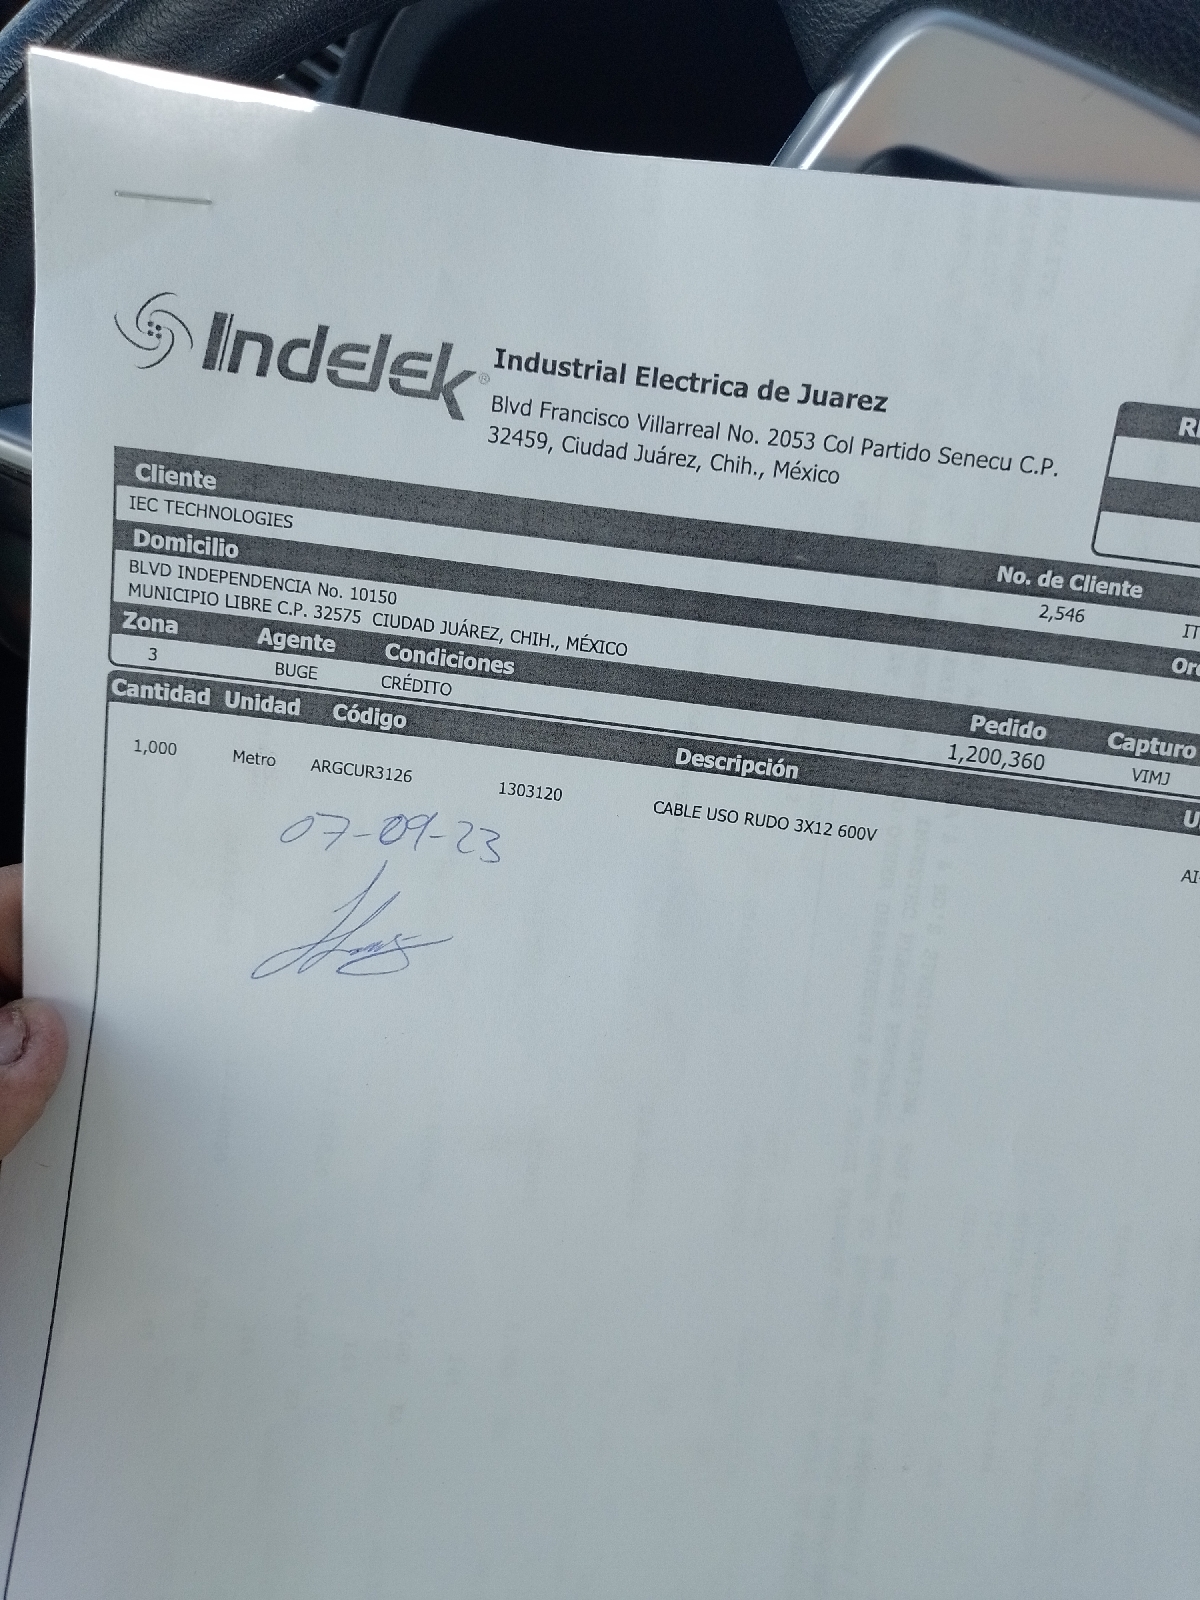 Indelek®
Industrial Electrica de Juarez
Blvd Francisco Villarreal No. 2053 Col Partido Senecu C.P.
32459, Ciudad Juárez, Chih., México
Cliente
No. de Cliente
IEC TECHNOLOGIES
2,546
Domicilio
BLVD INDEPENDENCIA No. 10150
MUNICIPIO LIBRE C.P. 32575 CIUDAD JUÁREZ, CHIH., MÉXICO
Zona Agente Condiciones Pedido Capturo
3 BUGE CRÉDITO 1,200,360 VIMJ
Cantidad Unidad Código Descripción
1,000 Metro ARGCUR3126 1303120 CABLE USO RUDO 3X12 600V
07-09-23